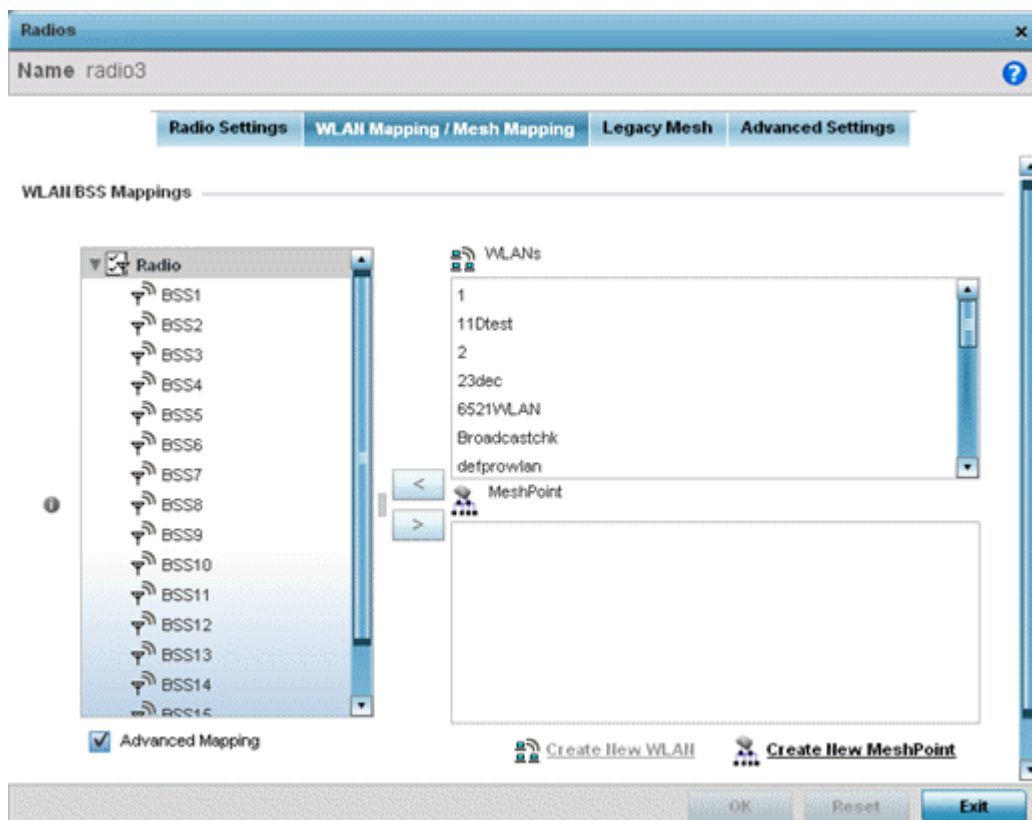 Radios
Name radio3
Radio Settings
WLAN Mapping / Mesh Mapping
Legacy Mesh
Advanced Settings
WLAN/BSS Mappings
Radio
BSS1
BSS2
BSS3
BSS4
BSS5
BSS6
BSS7
BSS8
BSS9
BSS10
BSS11
BSS12
BSS13
BSS14
BSS15
Advanced Mapping
<
>
WLANs
1
11Dtest
2
23dec
6521WLAN
Broadcastchk
defprowlan
MeshPoint
Create New WLAN
Create New MeshPoint
OK
Reset
Exit